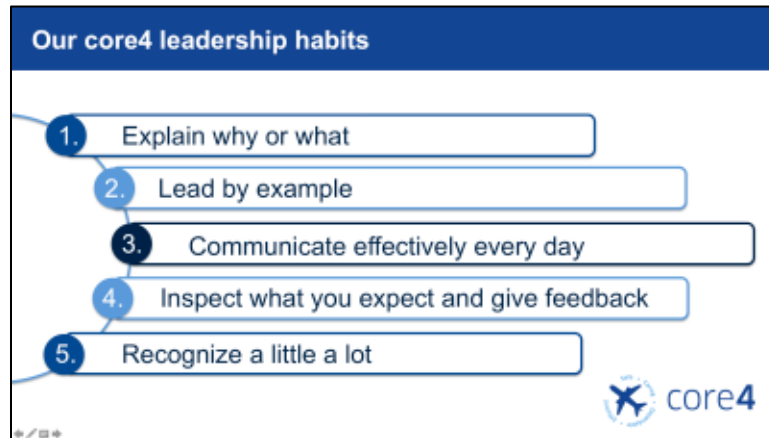 Our core4 leadership habits
1. Explain why or what
2. Lead by example
3. Communicate effectively every day
4. Inspect what you expect and give feedback
5. Recognize a little a lot
core4